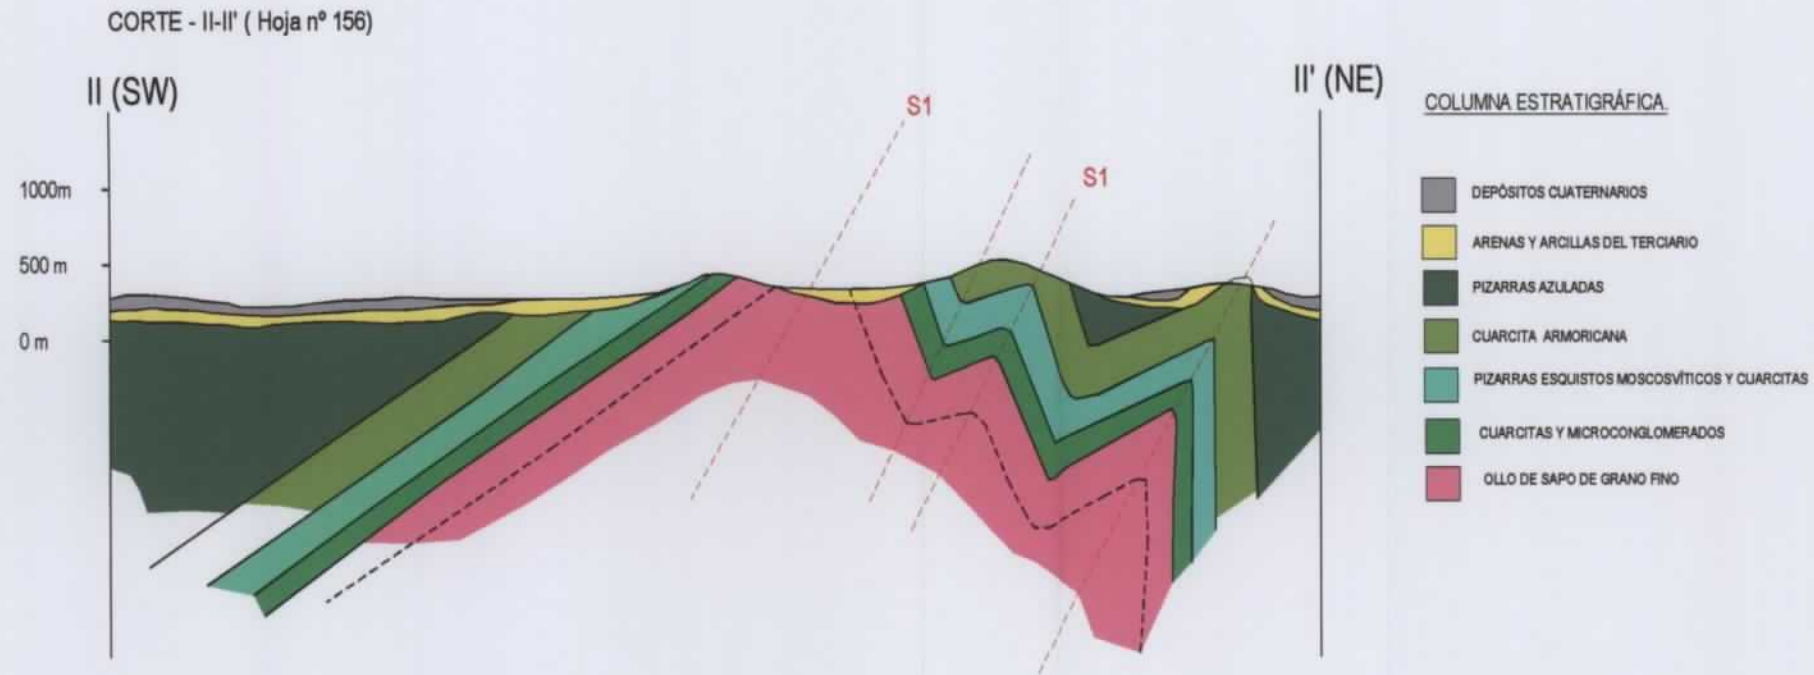 CORTE - II-II' ( Hoja nº 156)
II (SW)
II' (NE)
S1
S1
1000m
500 m
0 m
COLUMNA ESTRATIGRÁFICA.
DEPÓSITOS CUATERNARIOS
ARENAS Y ARCILLAS DEL TERCIARIO
PIZARRAS AZULADAS
CUARCITA ARMORICANA
PIZARRAS ESQUISTOS MOSCOSVÍTICOS Y CUARCITAS
CUARCITAS Y MICROCONGLOMERADOS
OLLO DE SAPO DE GRANO FINO